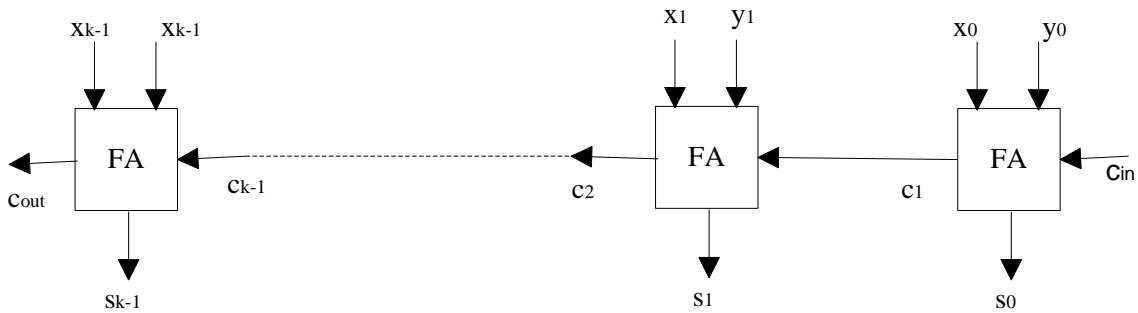 xk-1 xk-1 x1 y1 x0 y0
FA FA FA
cout ck-1 c2 c1 cin
sk-1 s1 s0